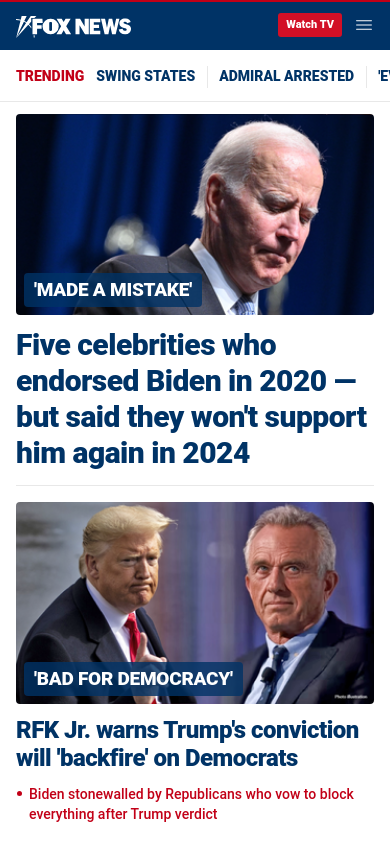 FOX NEWS
Watch TV
TRENDING SWING STATES ADMIRAL ARRESTED 'E
'MADE A MISTAKE'
Five celebrities who
endorsed Biden in 2020 —
but said they won't support
him again in 2024
'BAD FOR DEMOCRACY'
Photo Illustration
RFK Jr. warns Trump's conviction
will 'backfire' on Democrats
• Biden stonewalled by Republicans who vow to block
everything after Trump verdict